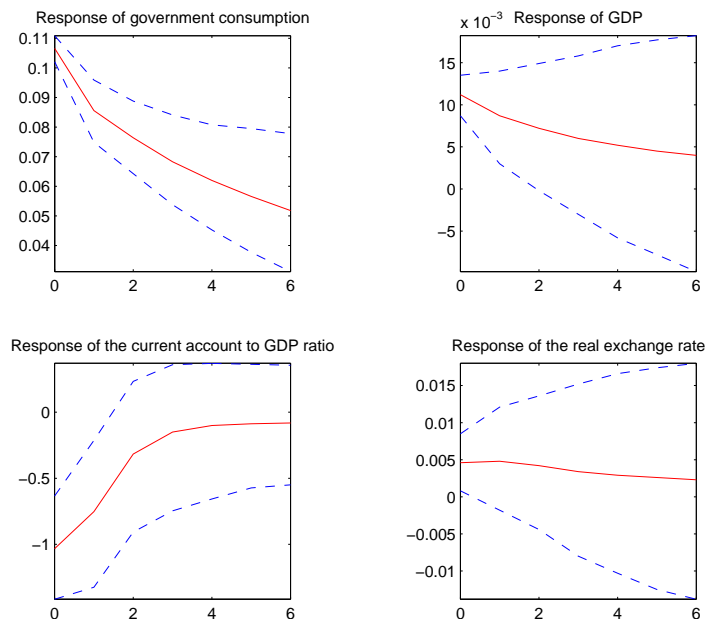 Response of government consumption
0.11
0.1
0.09
0.08
0.07
0.06
0.05
0.04
0 2 4 6
Response of GDP
x 10⁻³
15
10
5
0
−5
0 2 4 6
Response of the current account to GDP ratio
0
−0.5
−1
0 2 4 6
Response of the real exchange rate
0.015
0.01
0.005
0
−0.005
−0.01
0 2 4 6